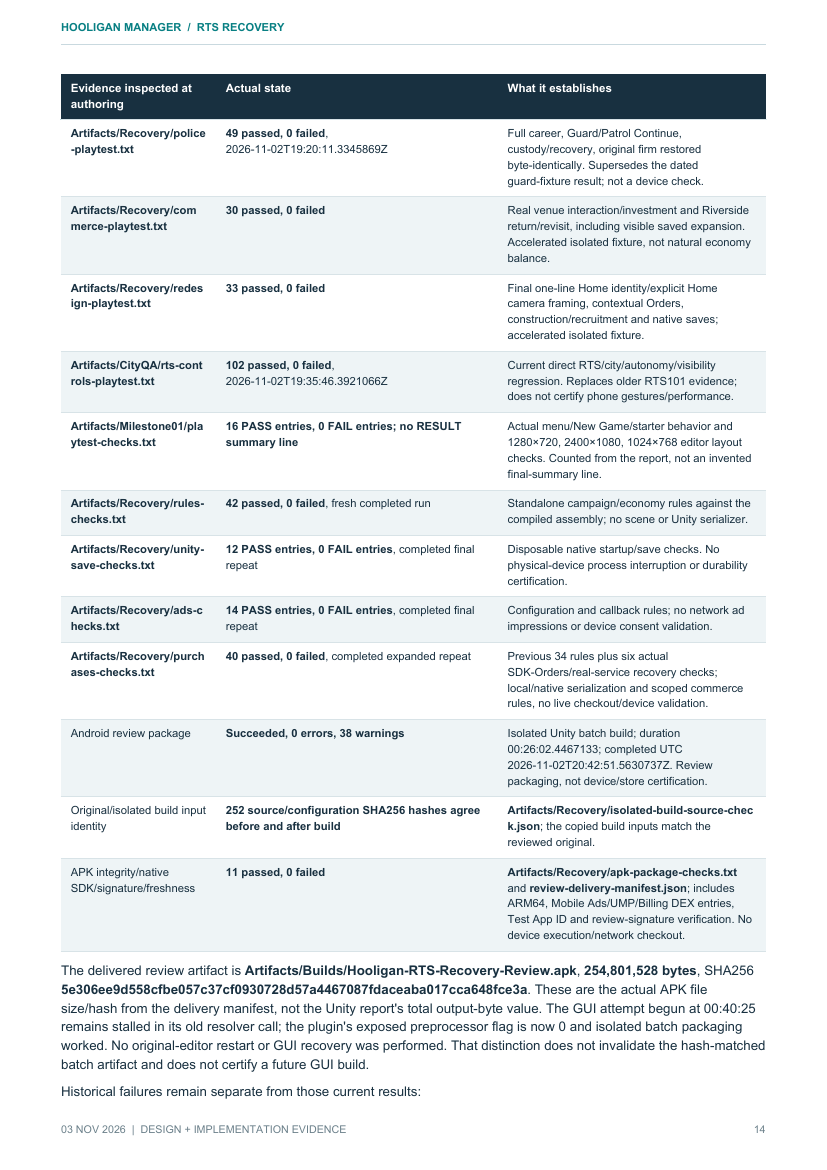 HOOLIGAN MANAGER / RTS RECOVERY
Evidence inspected at
authoring
Actual state
What it establishes
Artifacts/Recovery/police
-playtest.txt
49 passed, 0 failed,
2026-11-02T19:20:11.3345869Z
Full career, Guard/Patrol Continue,
custody/recovery, original firm restored
byte-identically. Supersedes the dated
guard-fixture result; not a device check.
Artifacts/Recovery/com
merce-playtest.txt
30 passed, 0 failed
Real venue interaction/investment and Riverside
return/revisit, including visible saved expansion.
Accelerated isolated fixture, not natural economy
balance.
Artifacts/Recovery/redes
ign-playtest.txt
33 passed, 0 failed
Final one-line Home identity/explicit Home
camera framing, contextual Orders,
construction/recruitment and native saves;
accelerated isolated fixture.
Artifacts/CityQA/rts-cont
rols-playtest.txt
102 passed, 0 failed,
2026-11-02T19:35:46.3921066Z
Current direct RTS/city/autonomy/visibility
regression. Replaces older RTS101 evidence;
does not certify phone gestures/performance.
Artifacts/Milestone01/pla
ytest-checks.txt
16 PASS entries, 0 FAIL entries; no RESULT
summary line
Actual menu/New Game/starter behavior and
1280×720, 2400×1080, 1024×768 editor layout
checks. Counted from the report, not an invented
final-summary line.
Artifacts/Recovery/rules-
checks.txt
42 passed, 0 failed, fresh completed run
Standalone campaign/economy rules against the
compiled assembly; no scene or Unity serializer.
Artifacts/Recovery/unity-
save-checks.txt
12 PASS entries, 0 FAIL entries, completed final
repeat
Disposable native startup/save checks. No
physical-device process interruption or durability
certification.
Artifacts/Recovery/ads-c
hecks.txt
14 PASS entries, 0 FAIL entries, completed final
repeat
Configuration and callback rules; no network ad
impressions or device consent validation.
Artifacts/Recovery/purch
ases-checks.txt
40 passed, 0 failed, completed expanded repeat
Previous 34 rules plus six actual
SDK-Orders/real-service recovery checks;
local/native serialization and scoped commerce
rules, no live checkout/device validation.
Android review package
Succeeded, 0 errors, 38 warnings
Isolated Unity batch build; duration
00:26:02.4467133; completed UTC
2026-11-02T20:42:51.5630737Z. Review
packaging, not device/store certification.
Original/isolated build input
identity
252 source/configuration SHA256 hashes agree
before and after build
Artifacts/Recovery/isolated-build-source-chec
k.json; the copied build inputs match the
reviewed original.
APK integrity/native
SDK/signature/freshness
11 passed, 0 failed
Artifacts/Recovery/apk-package-checks.txt
and review-delivery-manifest.json; includes
ARM64, Mobile Ads/UMP/Billing DEX entries,
Test App ID and review-signature verification. No
device execution/network checkout.
The delivered review artifact is Artifacts/Builds/Hooligan-RTS-Recovery-Review.apk, 254,801,528 bytes, SHA256
5e306ee9d558cfbe057c37cf0930728d57a4467087fdaceaba017cca648fce3a. These are the actual APK file
size/hash from the delivery manifest, not the Unity report's total output-byte value. The GUI attempt begun at 00:40:25
remains stalled in its old resolver call; the plugin's exposed preprocessor flag is now 0 and isolated batch packaging
worked. No original-editor restart or GUI recovery was performed. That distinction does not invalidate the hash-matched
batch artifact and does not certify a future GUI build.
Historical failures remain separate from those current results:
03 NOV 2026 | DESIGN + IMPLEMENTATION EVIDENCE
14